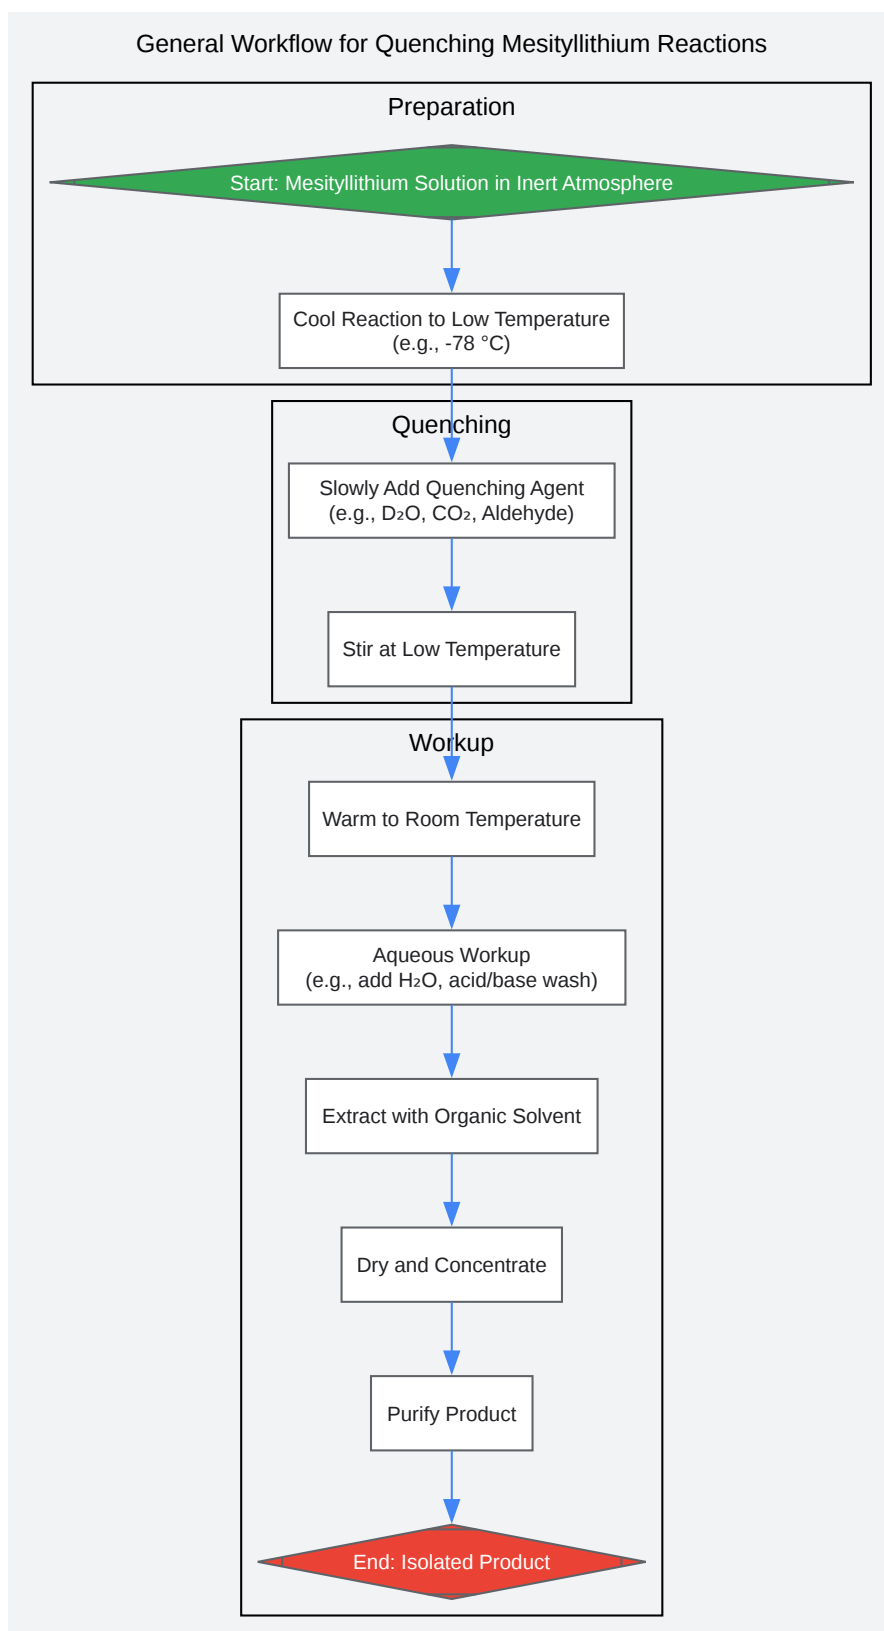 General Workflow for Quenching Mesityllithium Reactions
Preparation
Start: Mesityllithium Solution in Inert Atmosphere
Cool Reaction to Low Temperature
(e.g., -78 °C)
Quenching
Slowly Add Quenching Agent
(e.g., D₂O, CO₂, Aldehyde)
Stir at Low Temperature
Workup
Warm to Room Temperature
Aqueous Workup
(e.g., add H₂O, acid/base wash)
Extract with Organic Solvent
Dry and Concentrate
Purify Product
End: Isolated Product